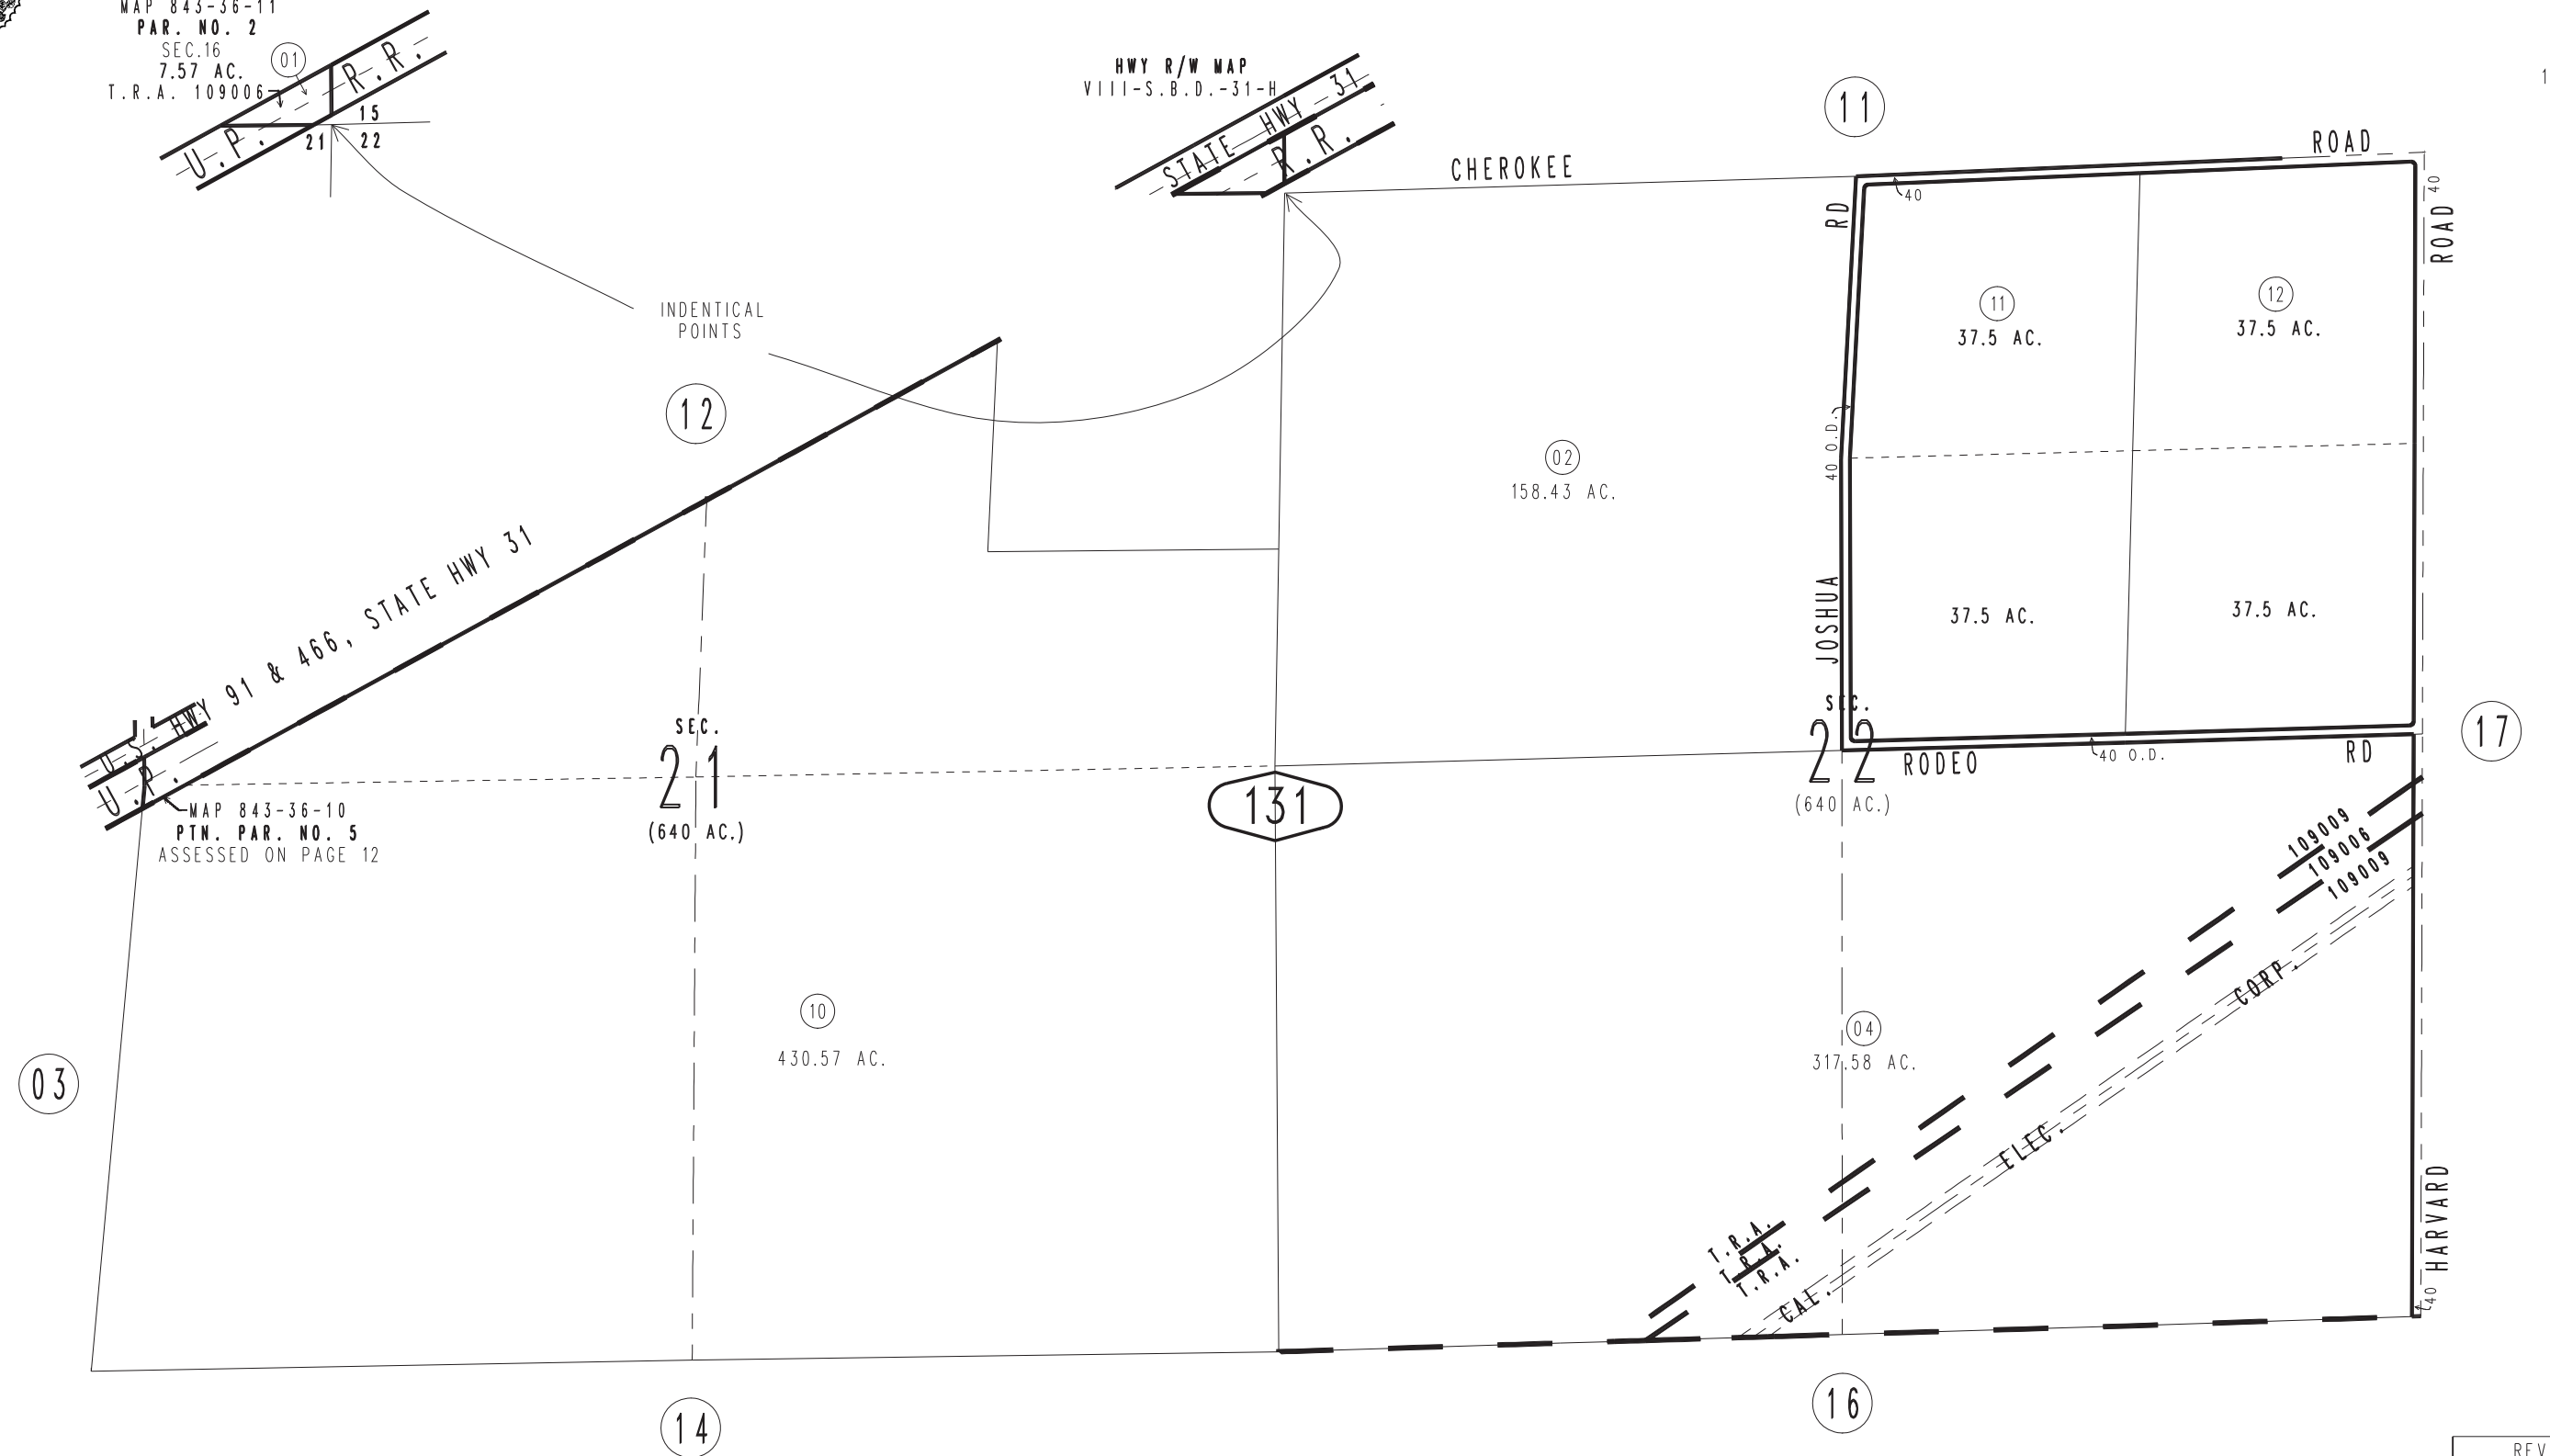 MAP 843-36-11
PAR. NO. 2
SEC.16
7.57 AC.
T.R.A. 109006
01
U.P. R.R.
15
21 22
HWY R/W MAP
VIII-S.B.D.-31-H
STATE HWY 31
R.R.
11
1
CHEROKEE ROAD
40
40
ROAD
RD
INDENTICAL
POINTS
11
37.5 AC.
12
37.5 AC.
12
02
158.43 AC.
40 O.D.
JOSHUA
37.5 AC.
37.5 AC.
U.S. HWY 91 & 466, STATE HWY 31
U.P.
SEC.
21
(640 AC.)
SEC.
22
(640 AC.)
RODEO RD
40 O.D.
17
131
MAP 843-36-10
PTN. PAR. NO. 5
ASSESSED ON PAGE 12
T.R.A. 109009
T.R.A. 109006
T.R.A. 109009
CAL. ELEC. CORP.
10
430.57 AC.
04
317.58 AC.
03
HARVARD
40
14
16
REV